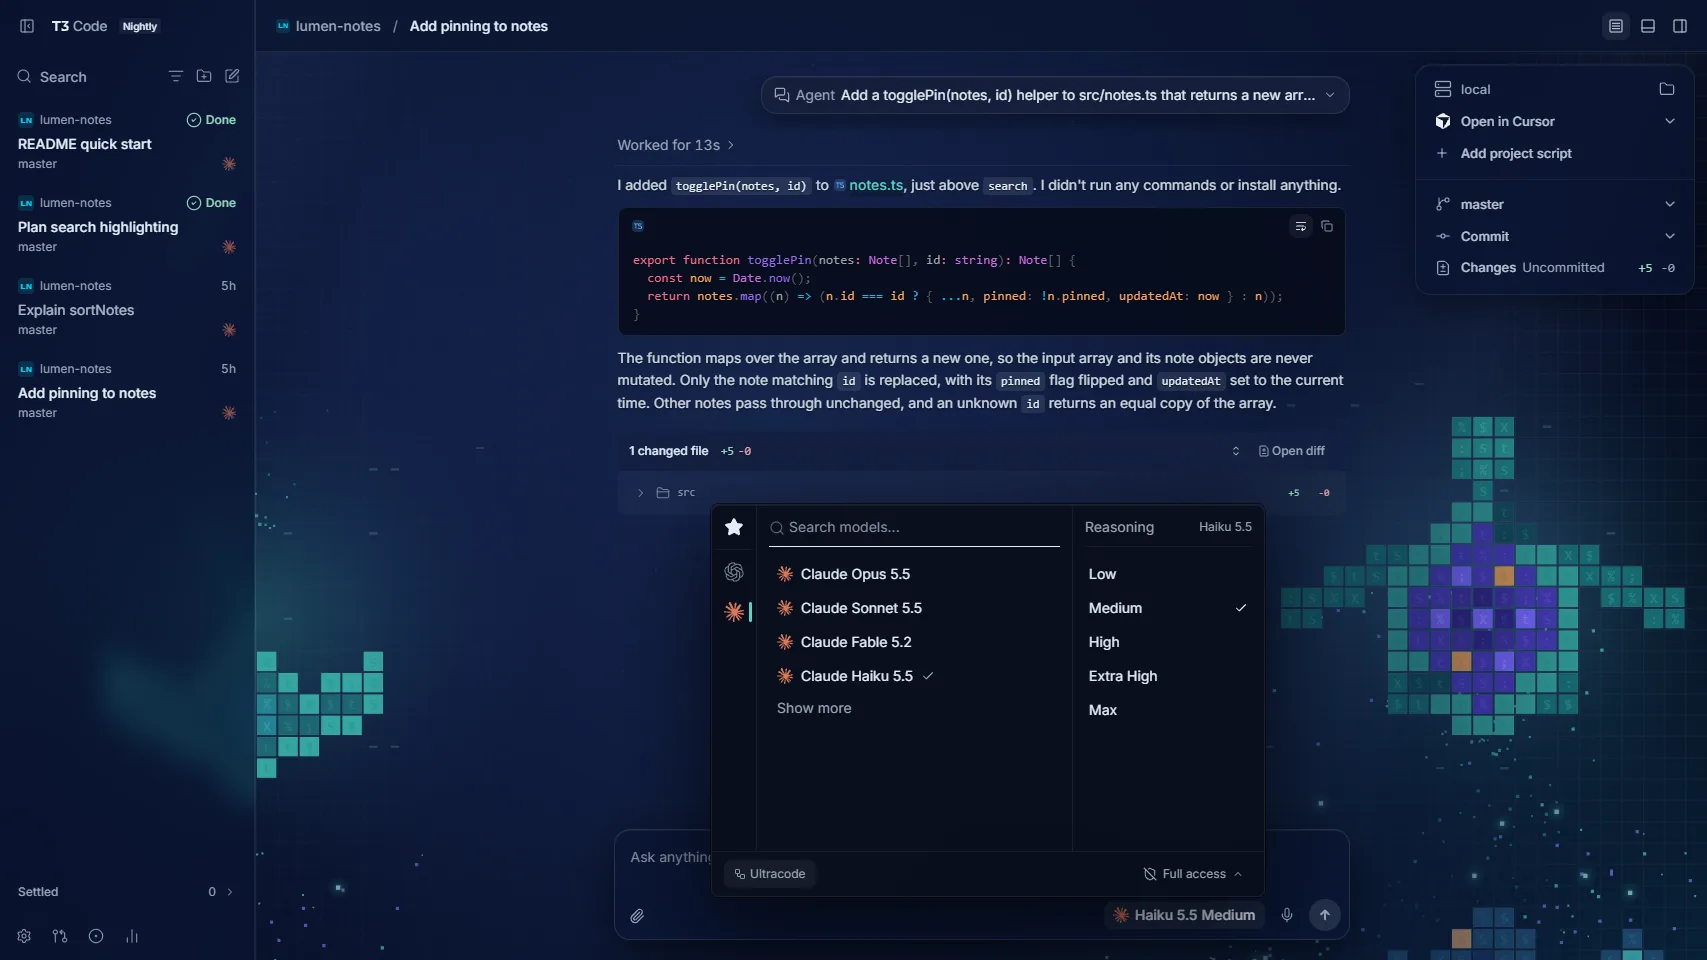 T3 Code Nightly
LN lumen-notes / Add pinning to notes
Search
LN lumen-notes Done
README quick start
master
LN lumen-notes Done
Plan search highlighting
master
LN lumen-notes 5h
Explain sortNotes
master
LN lumen-notes 5h
Add pinning to notes
master
Settled 0
Agent Add a togglePin(notes, id) helper to src/notes.ts that returns a new arr...
Worked for 13s
I added togglePin(notes, id) to TS notes.ts, just above search. I didn't run any commands or install anything.
TS
export function togglePin(notes: Note[], id: string): Note[] {
const now = Date.now();
return notes.map((n) => (n.id === id ? { ...n, pinned: !n.pinned, updatedAt: now } : n));
}
The function maps over the array and returns a new one, so the input array and its note objects are never
mutated. Only the note matching id is replaced, with its pinned flag flipped and updatedAt set to the current
time. Other notes pass through unchanged, and an unknown id returns an equal copy of the array.
1 changed file +5 -0 Open diff
src +5 -0
Search models...
Claude Opus 5.5
Claude Sonnet 5.5
Claude Fable 5.2
Claude Haiku 5.5
Show more
Reasoning Haiku 5.5
Low
Medium
High
Extra High
Max
Ultracode Full access
Ask anything
Haiku 5.5 Medium
local
Open in Cursor
Add project script
master
Commit
Changes Uncommitted +5 -0